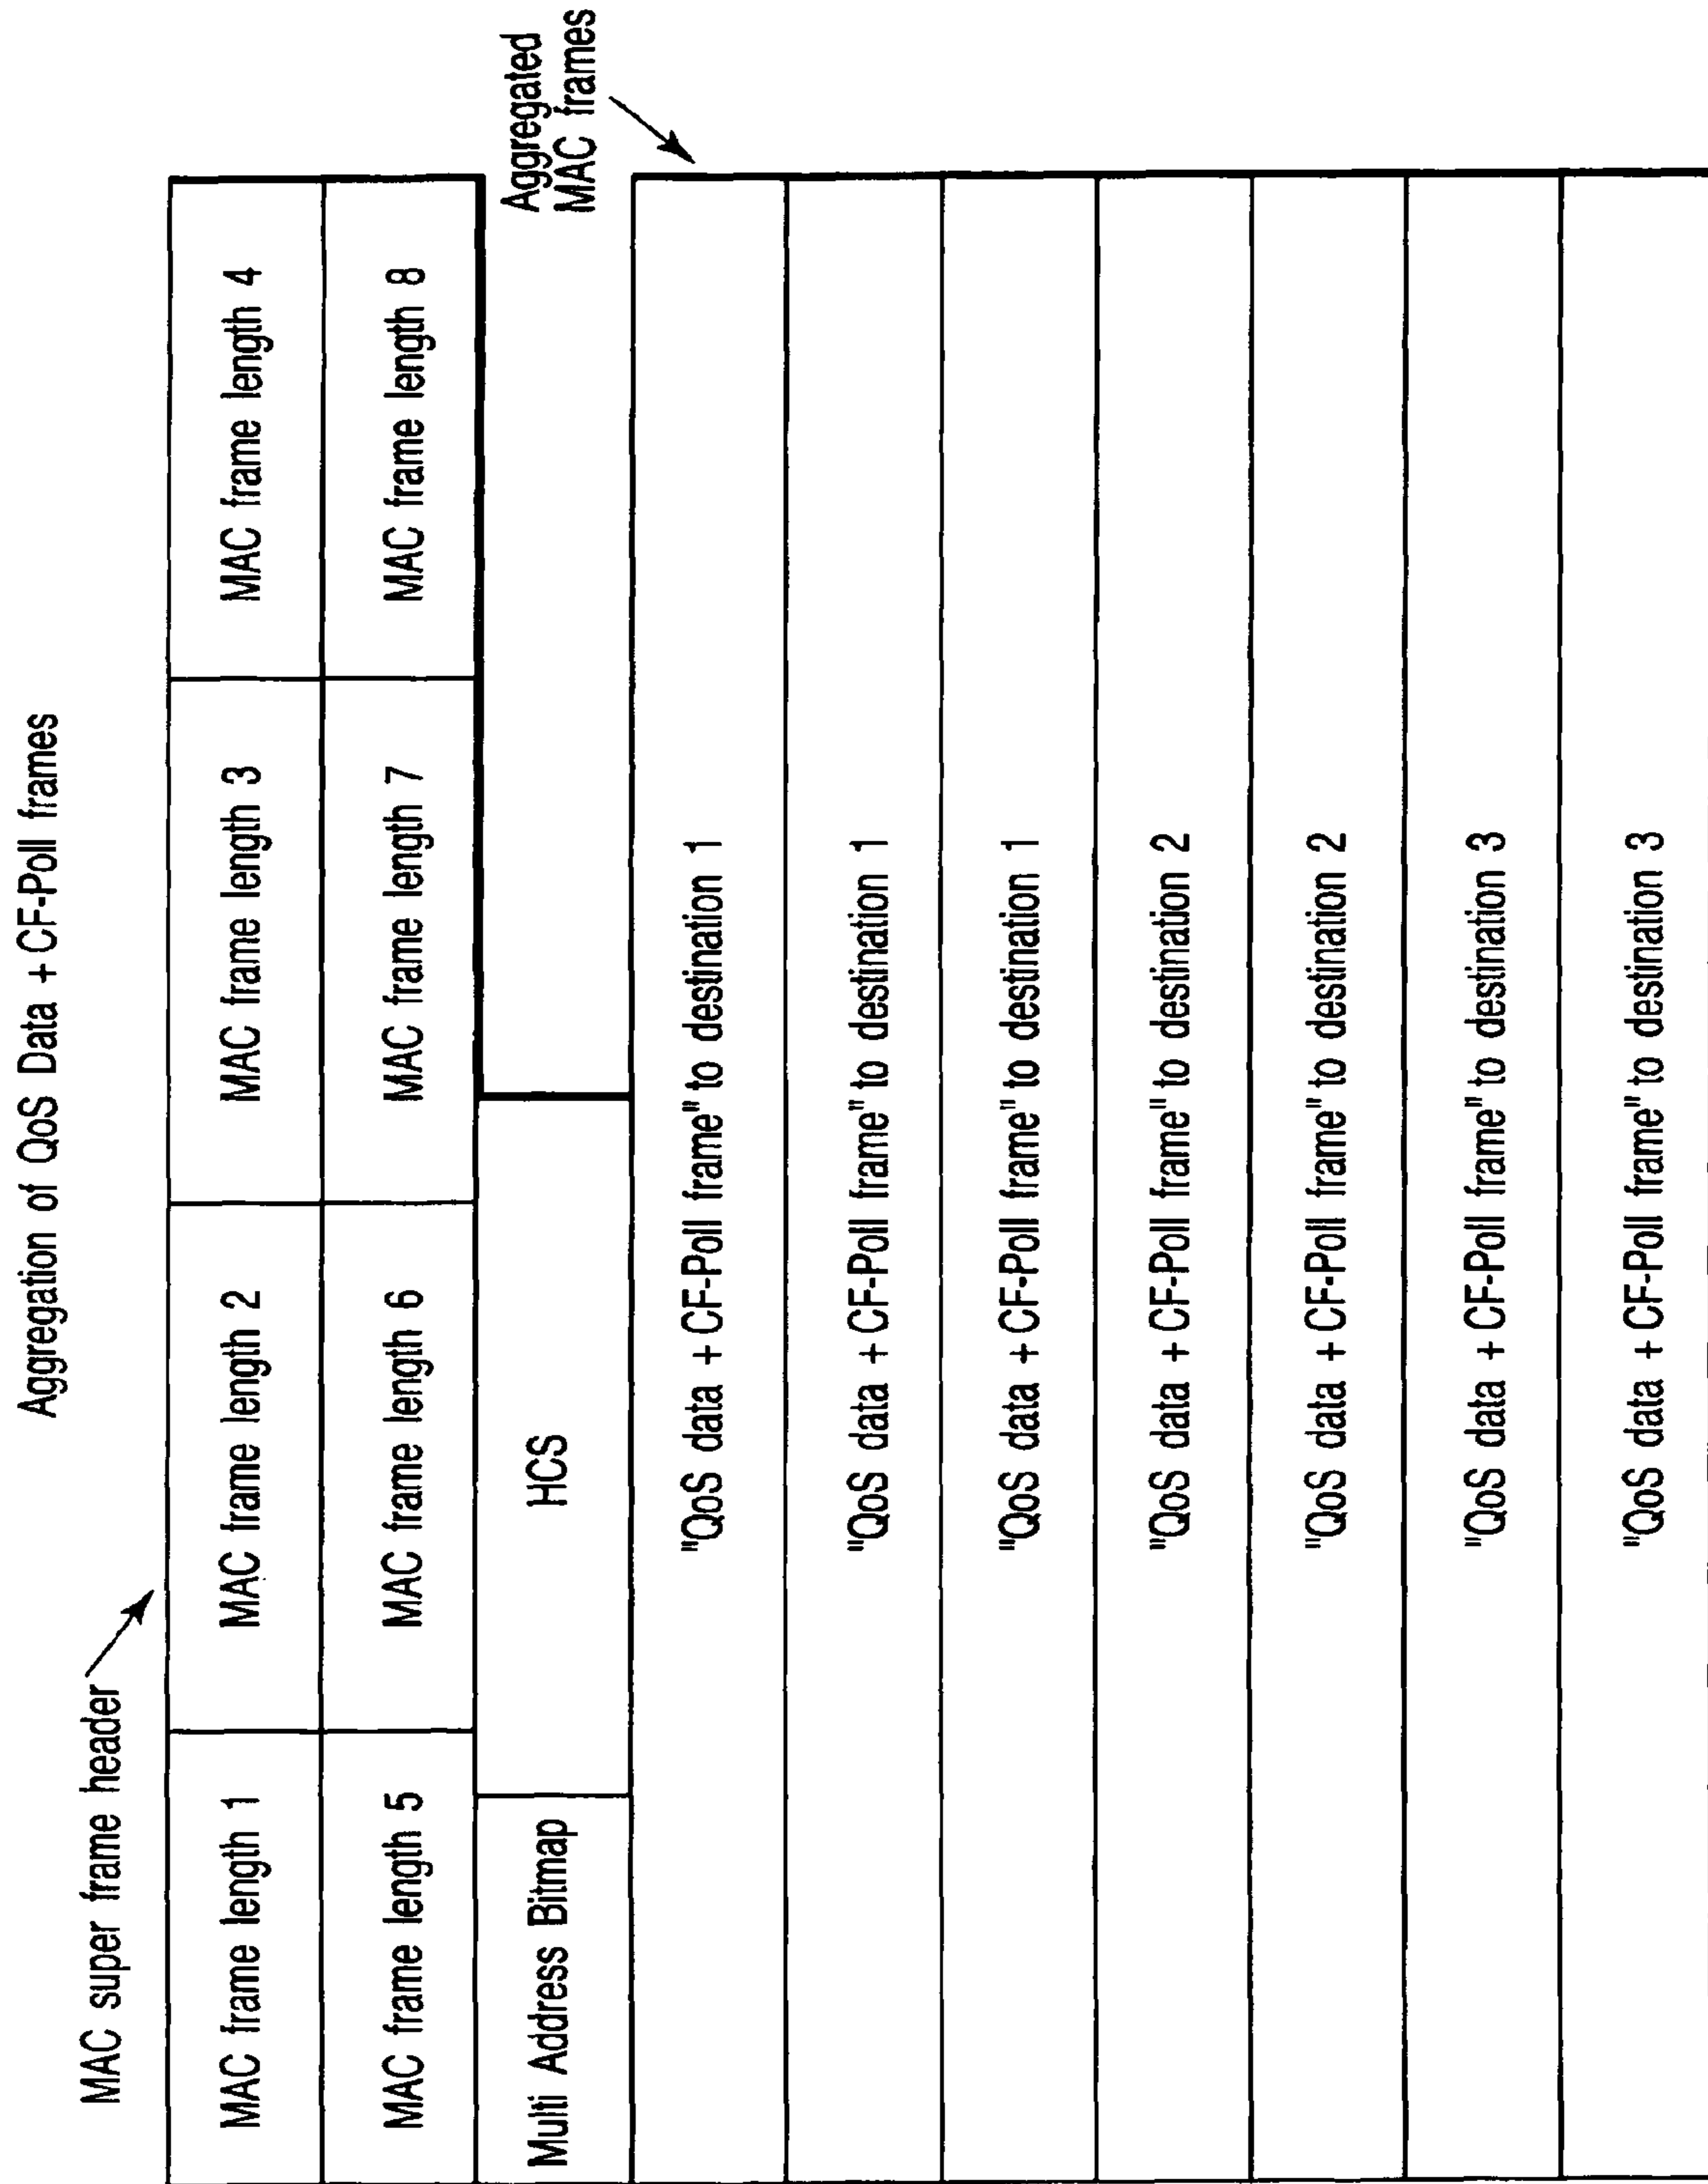 Aggregation of QoS Data + CF-Poll frames
MAC super frame header
MAC frame length 1
MAC frame length 2
MAC frame length 3
MAC frame length 4
MAC frame length 5
MAC frame length 6
MAC frame length 7
MAC frame length 8
Multi Address Bitmap
HCS
Aggregated
MAC frames
"QoS data + CF-Poll frame" to destination 1
"QoS data + CF-Poll frame" to destination 1
"QoS data + CF-Poll frame" to destination 1
"QoS data + CF-Poll frame" to destination 2
"QoS data + CF-Poll frame" to destination 2
"QoS data + CF-Poll frame" to destination 3
"QoS data + CF-Poll frame" to destination 3